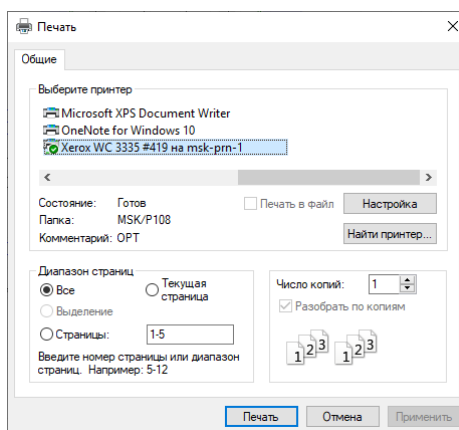 Печать
Общие
Выберите принтер
Microsoft XPS Document Writer
OneNote for Windows 10
Xerox WC 3335 #419 на msk-prn-1
Состояние: Готов
Папка: MSK/P108
Комментарий: OPT
Печать в файл
Настройка
Найти принтер...
Диапазон страниц
Все
Текущая
страница
Выделение
Страницы: 1-5
Введите номер страницы или диапазон
страниц. Например: 5-12
Число копий: 1
Разобрать по копиям
1 2 3 1 2 3
Печать Отмена Применить